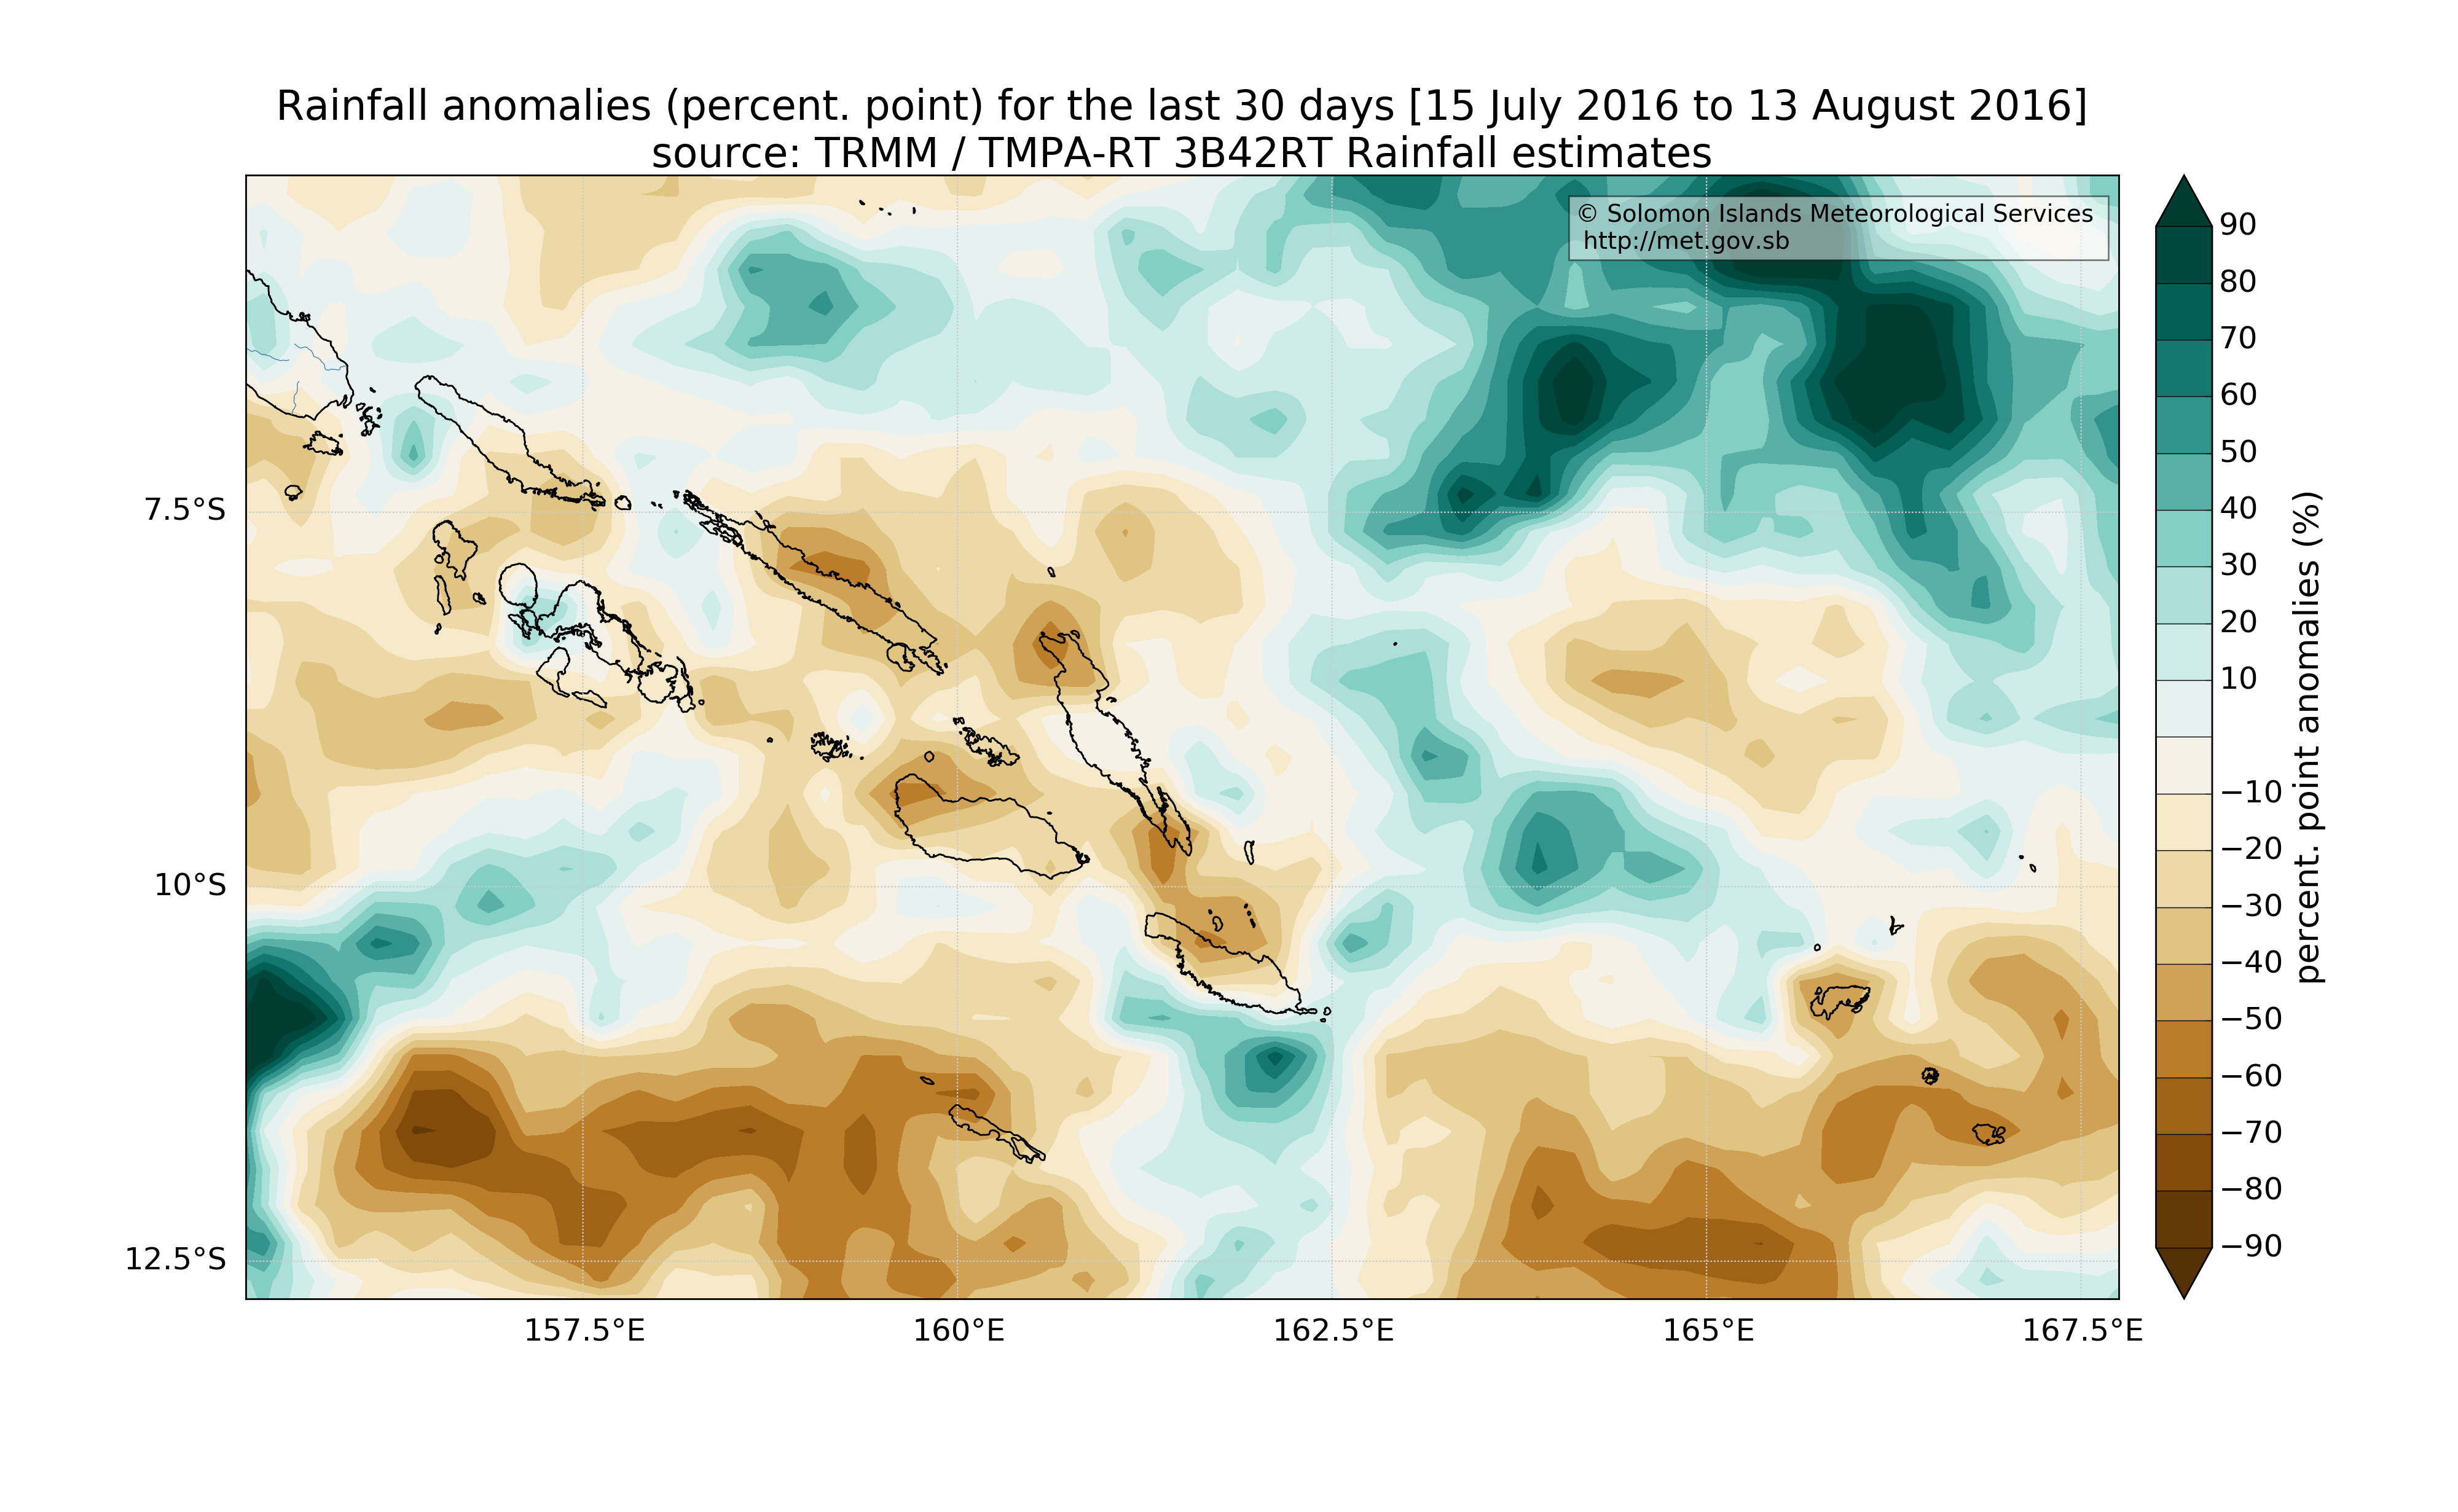 Rainfall anomalies (percent. point) for the last 30 days [15 July 2016 to 13 August 2016]
source: TRMM / TMPA-RT 3B42RT Rainfall estimates
© Solomon Islands Meteorological Services
http://met.gov.sb
7.5°S
10°S
12.5°S
157.5°E
160°E
162.5°E
165°E
167.5°E
90
80
70
60
50
40
30
20
10
−10
−20
−30
−40
−50
−60
−70
−80
−90
percent. point anomalies (%)